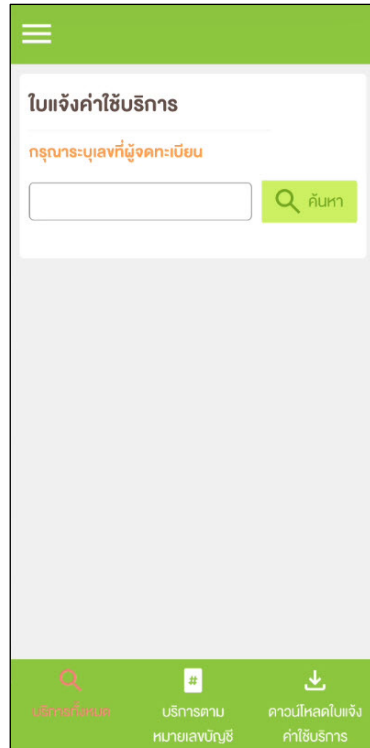 ใบแจ้งค่าใช้บริการ
กรุณาระบุเลขที่ผู้จดทะเบียน
ค้นหา
บริการทั้งหมด
#
บริการตาม
หมายเลขบัญชี
ดาวน์โหลดใบแจ้ง
ค่าใช้บริการ